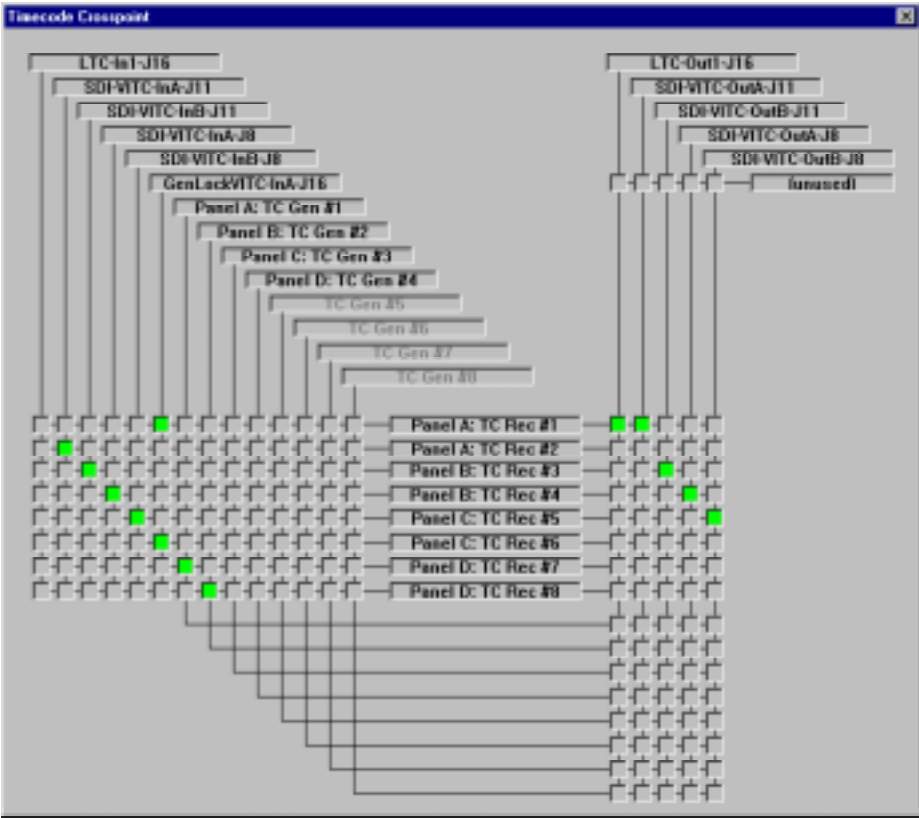 Timecode Crosspoint
LTC-In1-J16
SDI-VITC-InA-J11
SDI-VITC-InB-J11
SDI-VITC-InA-J8
SDI-VITC-InB-J8
GenLockVITC-InA-J16
Panel A: TC Gen #1
Panel B: TC Gen #2
Panel C: TC Gen #3
Panel D: TC Gen #4
TC Gen #5
TC Gen #6
TC Gen #7
TC Gen #8
LTC-Out1-J16
SDI-VITC-OutA-J11
SDI-VITC-OutB-J11
SDI-VITC-OutA-J8
SDI-VITC-OutB-J8
(unused)
Panel A: TC Rec #1
Panel A: TC Rec #2
Panel B: TC Rec #3
Panel B: TC Rec #4
Panel C: TC Rec #5
Panel C: TC Rec #6
Panel D: TC Rec #7
Panel D: TC Rec #8